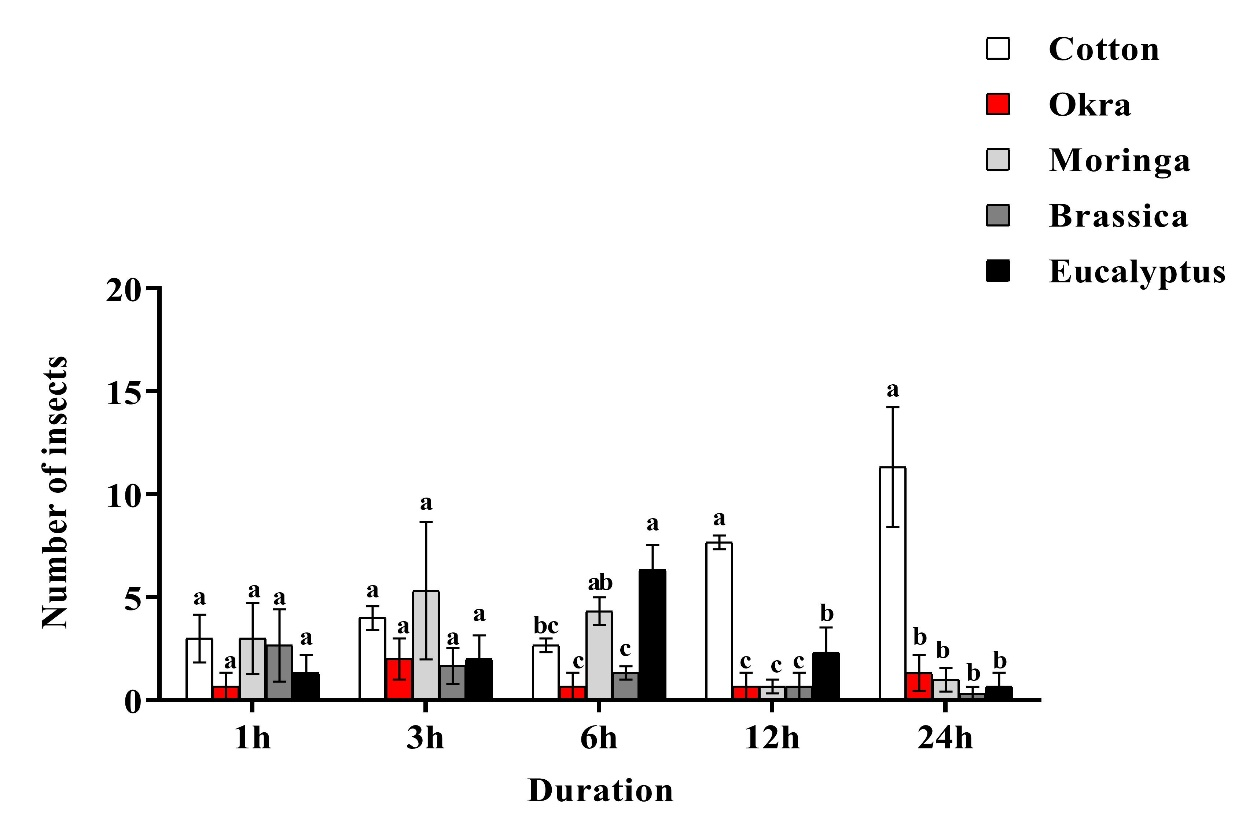 Cotton
Okra
Moringa
Brassica
Eucalyptus
20
15
10
5
0
Number of insects
a a a a a
a a a a a
bc c ab c a
a c c c b
a b b b b
1h 3h 6h 12h 24h
Duration